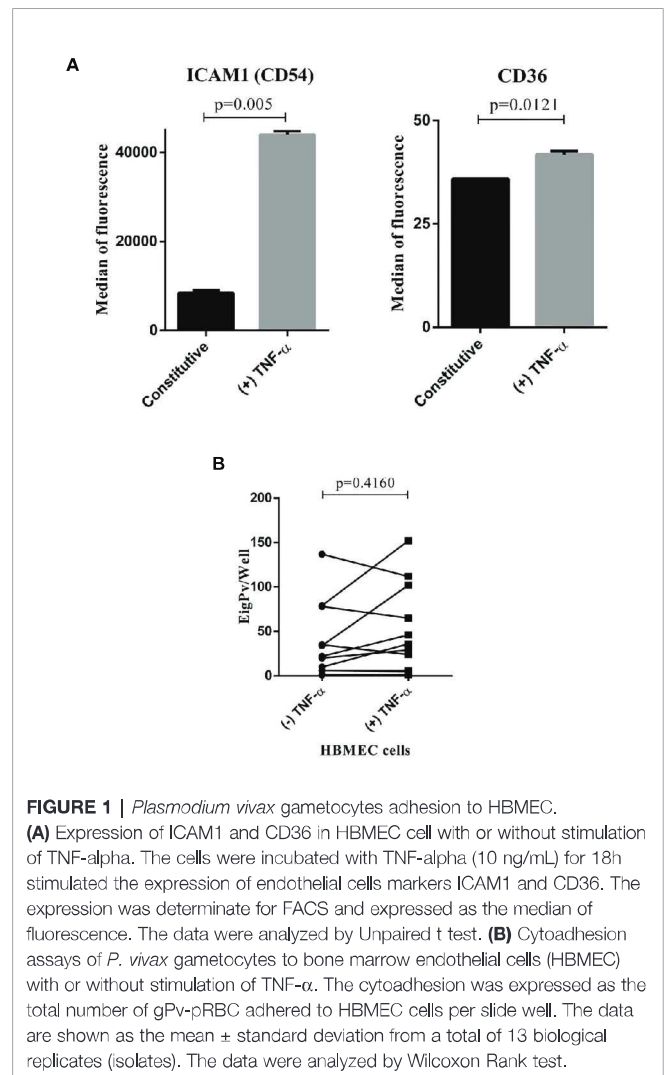 A
ICAM1 (CD54)
p=0.005
Median of fluorescence
40000
20000
0
Constitutive
(+) TNF-α
CD36
p=0.0121
Median of fluorescence
50
25
0
Constitutive
(+) TNF-α
B
p=0.4160
EigPv/Well
200
150
100
50
0
(-) TNF-α
(+) TNF-α
HBMEC cells
FIGURE 1 | Plasmodium vivax gametocytes adhesion to HBMEC.
(A) Expression of ICAM1 and CD36 in HBMEC cell with or without stimulation
of TNF-alpha. The cells were incubated with TNF-alpha (10 ng/mL) for 18h
stimulated the expression of endothelial cells markers ICAM1 and CD36. The
expression was determinate for FACS and expressed as the median of
fluorescence. The data were analyzed by Unpaired t test. (B) Cytoadhesion
assays of P. vivax gametocytes to bone marrow endothelial cells (HBMEC)
with or without stimulation of TNF-α. The cytoadhesion was expressed as the
total number of gPv-pRBC adhered to HBMEC cells per slide well. The data
are shown as the mean ± standard deviation from a total of 13 biological
replicates (isolates). The data were analyzed by Wilcoxon Rank test.